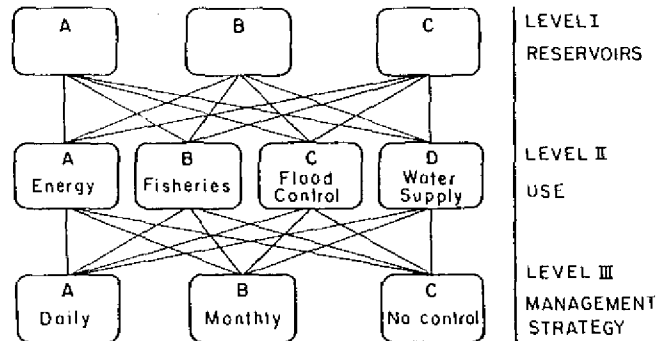 A
B
C
LEVEL I
RESERVOIRS
A
Energy
B
Fisheries
C
Flood
Control
D
Water
Supply
LEVEL II
USE
A
Daily
B
Monthly
C
No control
LEVEL III
MANAGEMENT
STRATEGY